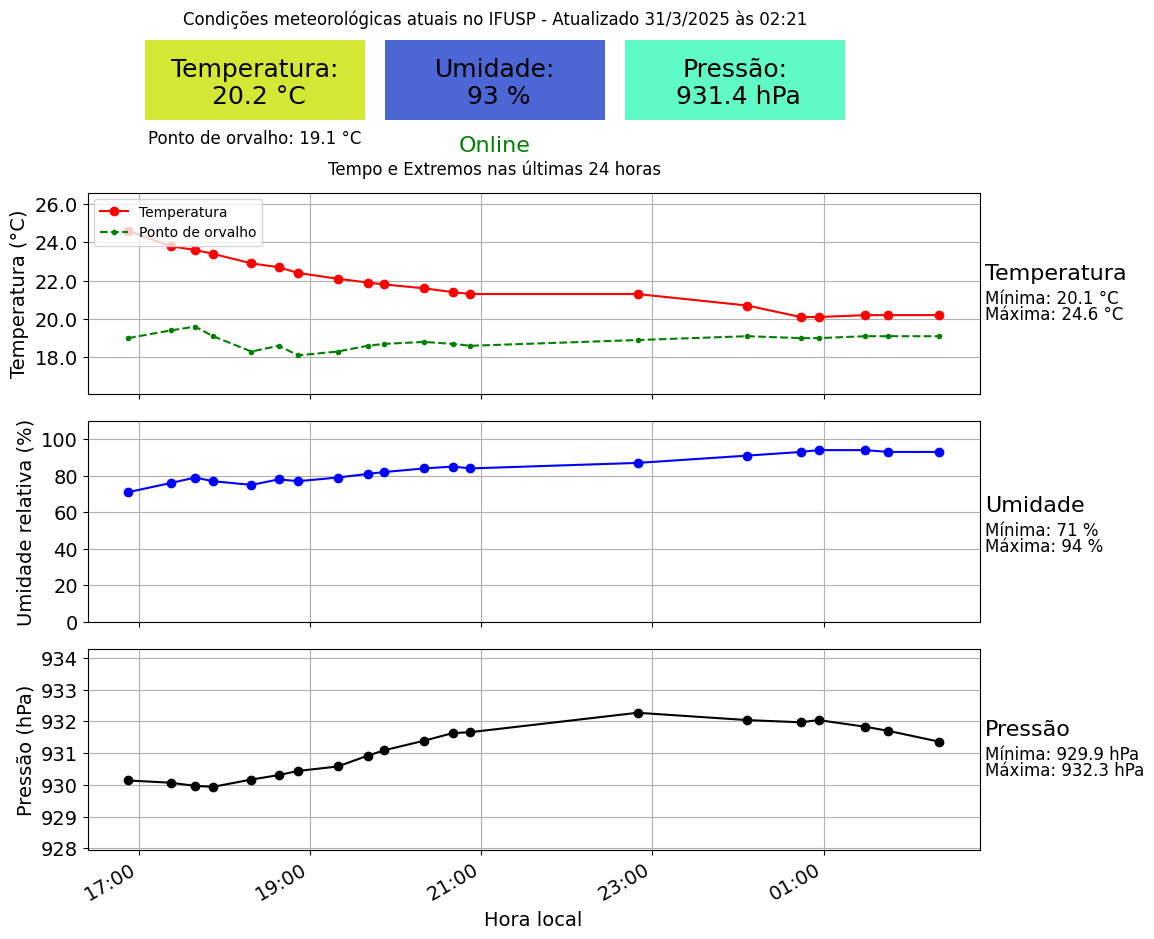 Condições meteorológicas atuais no IFUSP - Atualizado 31/3/2025 às 02:21
Temperatura:
20.2 °C
Umidade:
93 %
Pressão:
931.4 hPa
Ponto de orvalho: 19.1 °C
Online
Tempo e Extremos nas últimas 24 horas
Temperatura (°C)
26.0
24.0
22.0
20.0
18.0
Temperatura
Ponto de orvalho
Temperatura
Mínima: 20.1 °C
Máxima: 24.6 °C
Umidade relativa (%)
100
80
60
40
20
0
Umidade
Mínima: 71 %
Máxima: 94 %
Pressão (hPa)
934
933
932
931
930
929
928
Pressão
Mínima: 929.9 hPa
Máxima: 932.3 hPa
17:00
19:00
21:00
23:00
01:00
Hora local